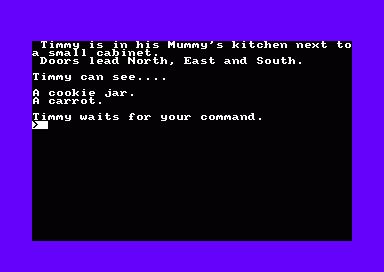 Timmy is in his Mummy's kitchen next to
a small cabinet.
Doors lead North, East and South.
Timmy can see....
A cookie jar.
A carrot.
Timmy waits for your command.
>